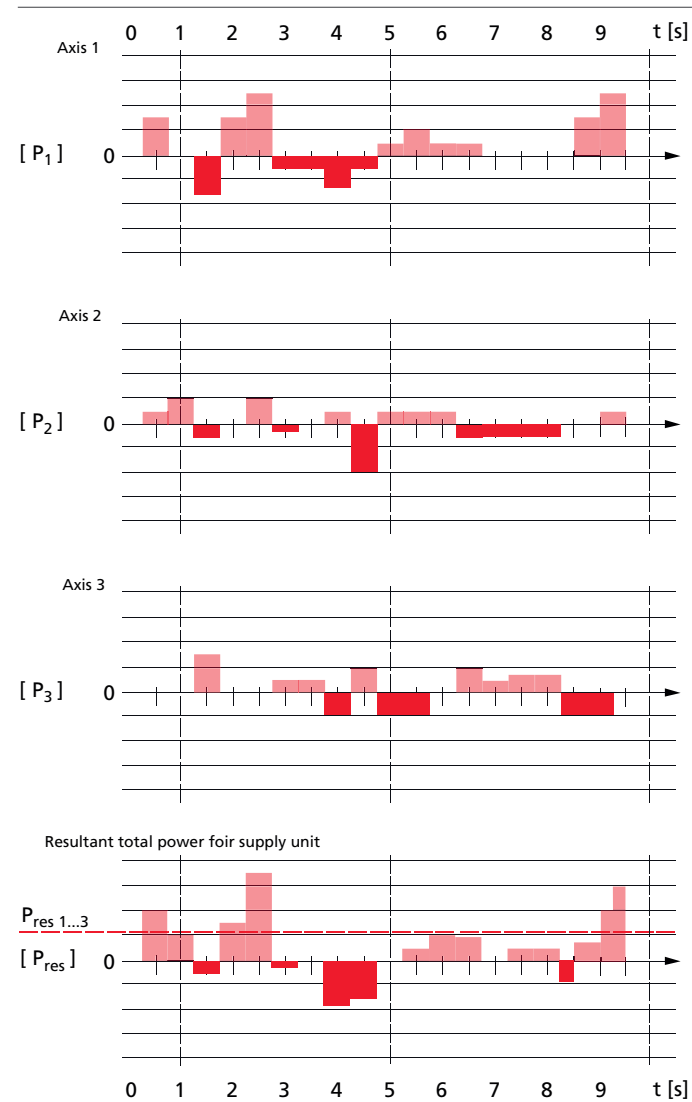 0 1 2 3 4 5 6 7 8 9 t [s]
Axis 1
[ P1 ] 0
Axis 2
[ P2 ] 0
Axis 3
[ P3 ] 0
Resultant total power foir supply unit
Pres 1...3
[ Pres ] 0
0 1 2 3 4 5 6 7 8 9 t [s]